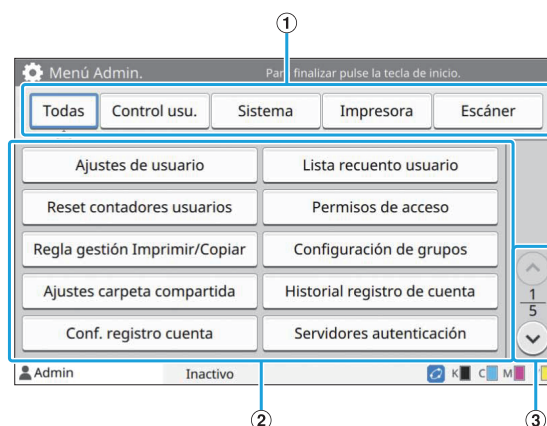 ①
Menú Admin.
Para finalizar pulse la tecla de inicio.
Todas
Control usu.
Sistema
Impresora
Escáner
Ajustes de usuario
Lista recuento usuario
Reset contadores usuarios
Permisos de acceso
Regla gestión Imprimir/Copiar
Configuración de grupos
Ajustes carpeta compartida
Historial registro de cuenta
Conf. registro cuenta
Servidores autenticación
1
5
Admin
Inactivo
K C M
②
③